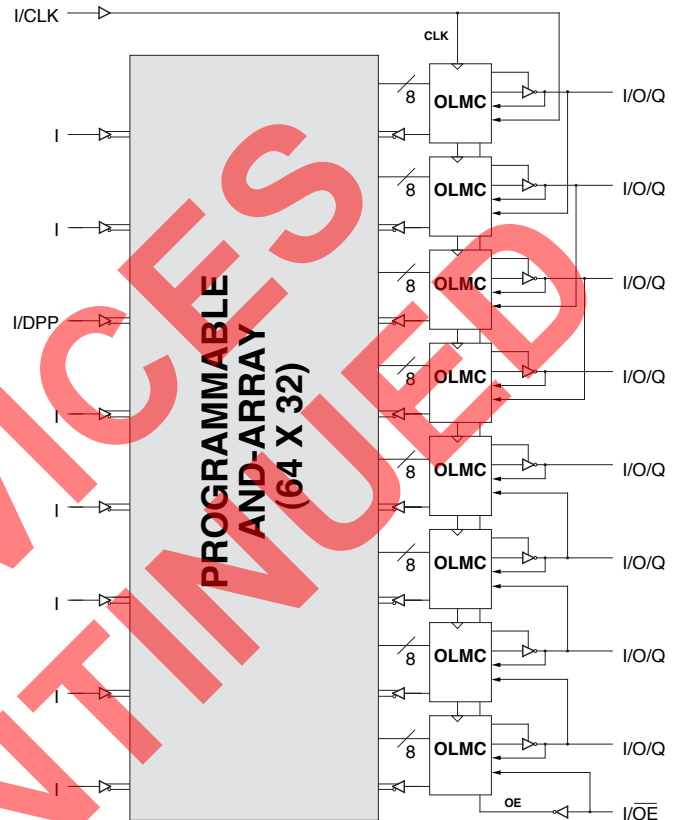 I/CLK
CLK
8
OLMC
I/O/Q
I
8
OLMC
I/O/Q
I
8
OLMC
I/O/Q
I/DPP
8
OLMC
I/O/Q
I
8
OLMC
I/O/Q
I
8
OLMC
I/O/Q
I
8
OLMC
I/O/Q
I
8
OLMC
I/O/Q
I
OE
I/OE
PROGRAMMABLE
AND-ARRAY
(64 X 32)